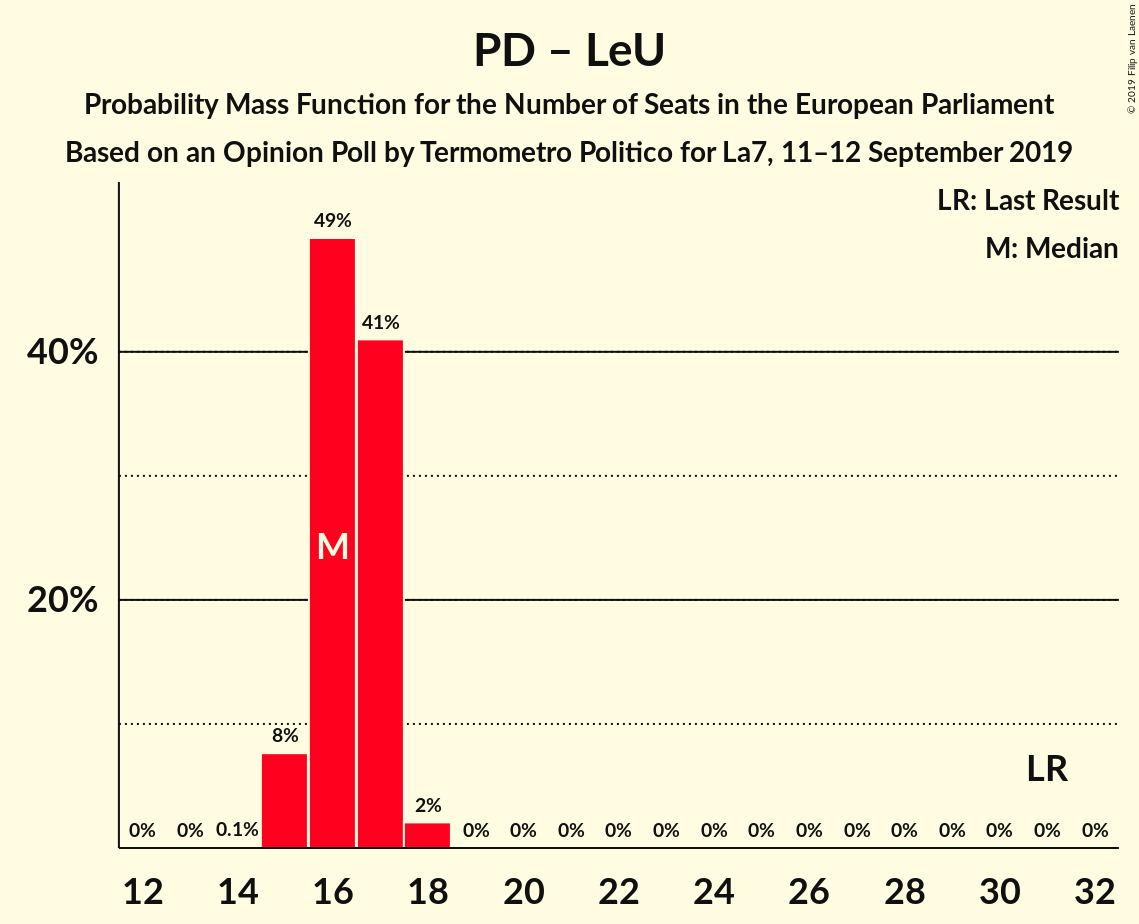 PD – LeU
Probability Mass Function for the Number of Seats in the European Parliament
Based on an Opinion Poll by Termometro Politico for La7, 11–12 September 2019
© 2019 Filip van Laenen
LR: Last Result
M: Median
49%
41%
40%
M
20%
8%
LR
2%
0% 0% 0.1% 0% 0% 0% 0% 0% 0% 0% 0% 0% 0% 0% 0% 0% 0%
12 14 16 18 20 22 24 26 28 30 32